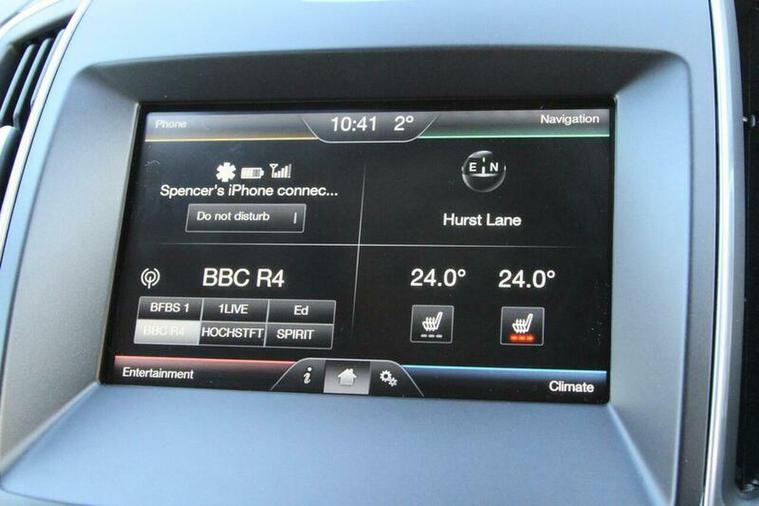 Phone
10:41 2°
Navigation
Spencer's iPhone connec...
Do not disturb
E N
Hurst Lane
BBC R4
BFBS 1 1LIVE Ed
BBC R4 HOCHSTFT SPIRIT
24.0° 24.0°
Entertainment
i
Climate